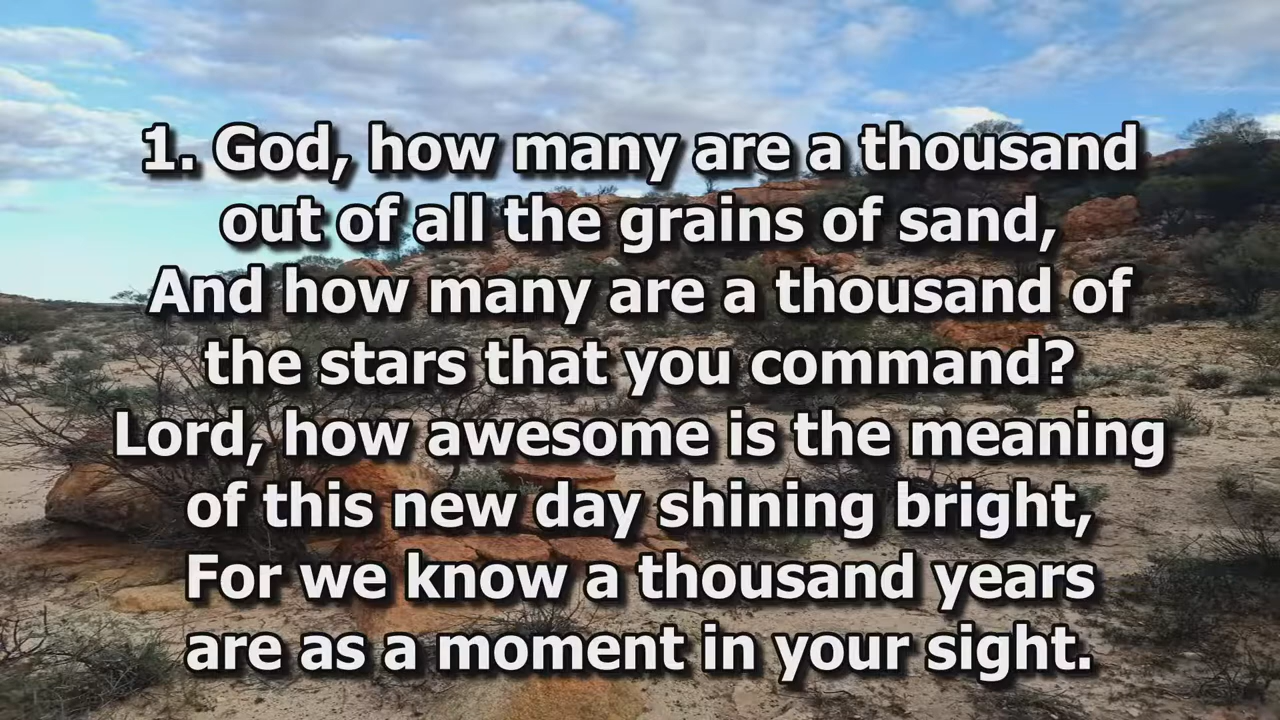 1. God, how many are a thousand
out of all the grains of sand,
And how many are a thousand of
the stars that you command?
Lord, how awesome is the meaning
of this new day shining bright,
For we know a thousand years
are as a moment in your sight.